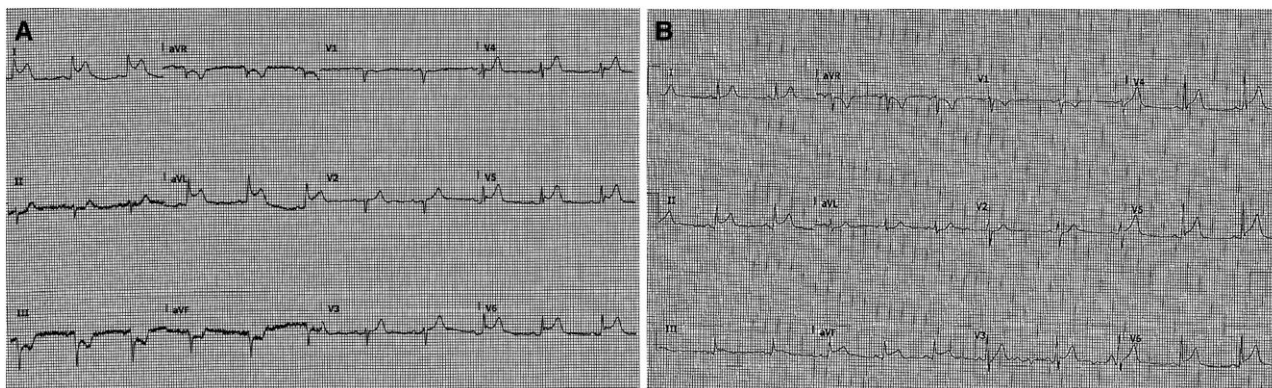 A
I aVR V1 V4
II aVL V2 V5
III aVF V3 V6
B
I aVR V1 V4
II aVL V2 V5
III aVF V3 V6